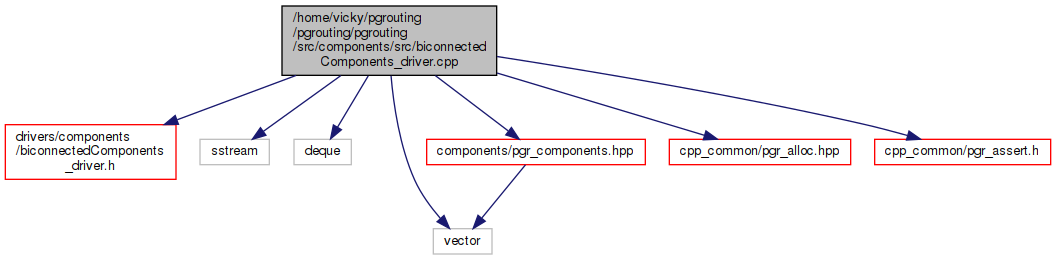 /home/vicky/pgrouting
/pgrouting/pgrouting
/src/components/src/biconnected
Components_driver.cpp
drivers/components
/biconnectedComponents
_driver.h
sstream
deque
components/pgr_components.hpp
cpp_common/pgr_alloc.hpp
cpp_common/pgr_assert.h
vector